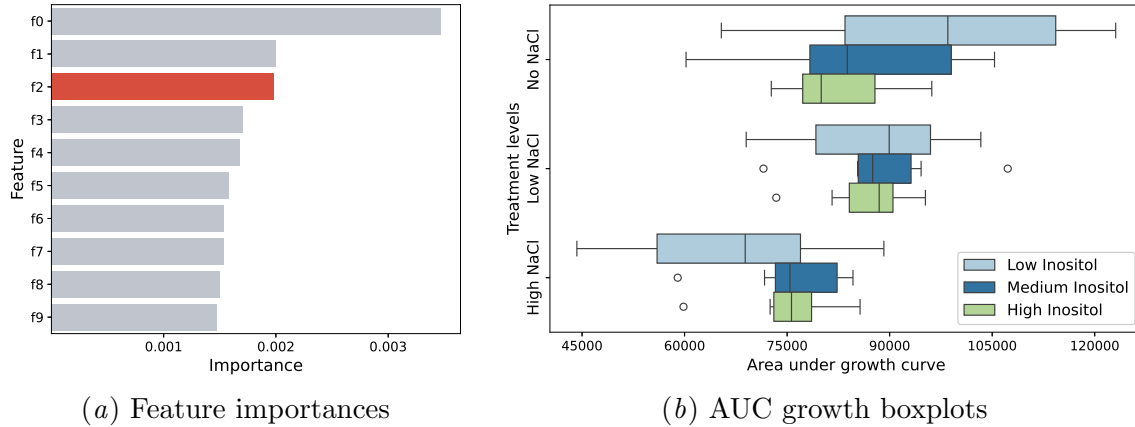 f0
f1
f2
f3
f4
f5
f6
f7
f8
f9
Feature
0.001 0.002 0.003
Importance
(a) Feature importances
No NaCl
Low NaCl
High NaCl
Treatment levels
Low Inositol
Medium Inositol
High Inositol
45000 60000 75000 90000 105000 120000
Area under growth curve
(b) AUC growth boxplots